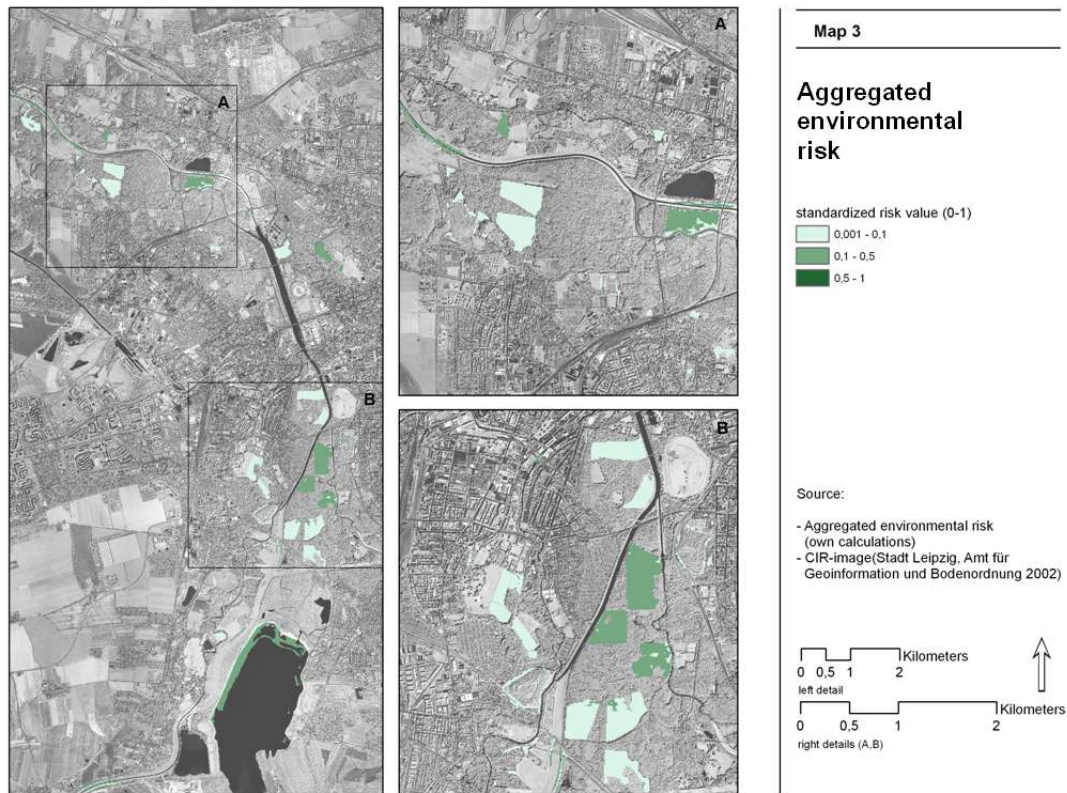 A
B
A
B
Map 3
Aggregated
environmental
risk
standardized risk value (0-1)
0,001 - 0,1
0,1 - 0,5
0,5 - 1
Source:
- Aggregated environmental risk
(own calculations)
- CIR-image(Stadt Leipzig, Amt für
Geoinformation und Bodenordnung 2002)
Kilometers
0 0,5 1 2
left detail
Kilometers
0 0,5 1 2
right details (A,B)